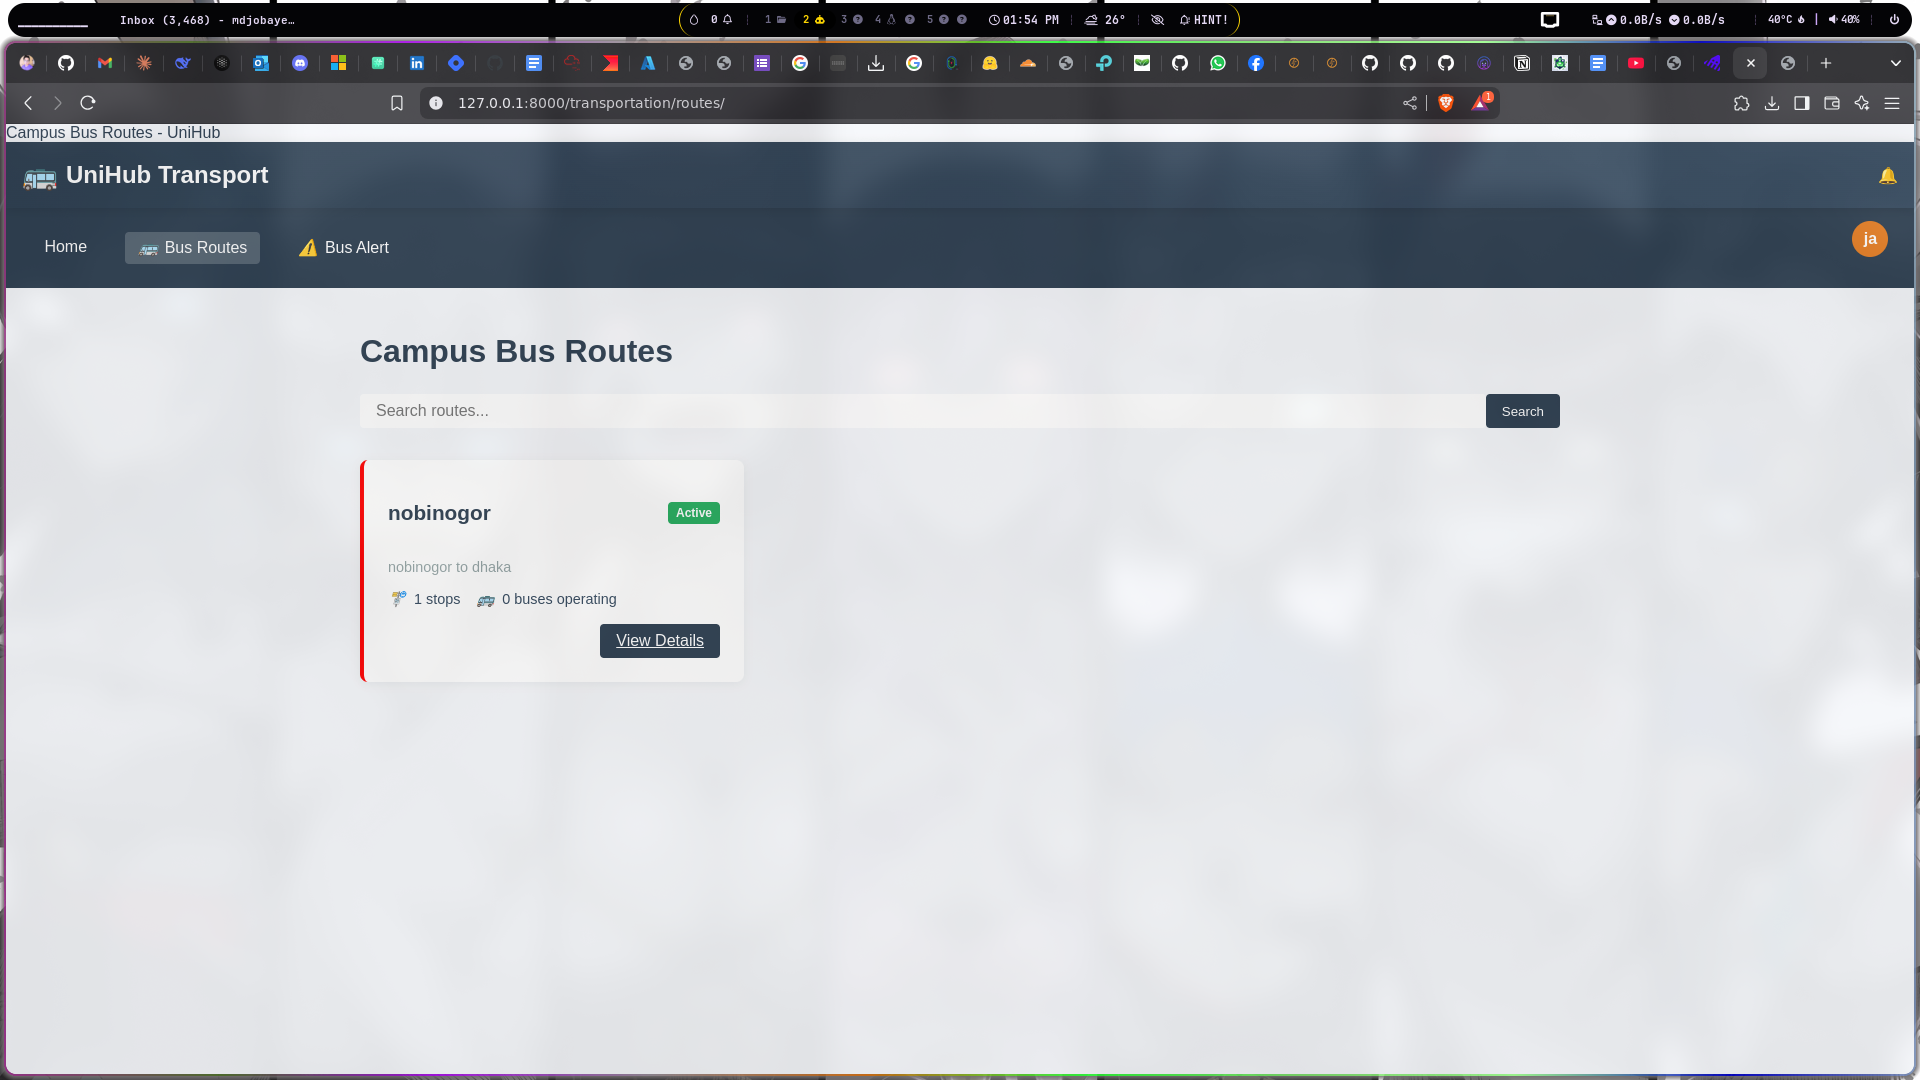 Inbox (3,468) - mdjobaye…
0
1
2
3
4
5
01:54 PM
26°
HINT!
0.0B/s
0.0B/s
40°C
40%
127.0.0.1:8000/transportation/routes/
1
Campus Bus Routes - UniHub
UniHub Transport
Home
Bus Routes
Bus Alert
ja
Campus Bus Routes
Search routes...
Search
nobinogor
Active
nobinogor to dhaka
1 stops
0 buses operating
View Details